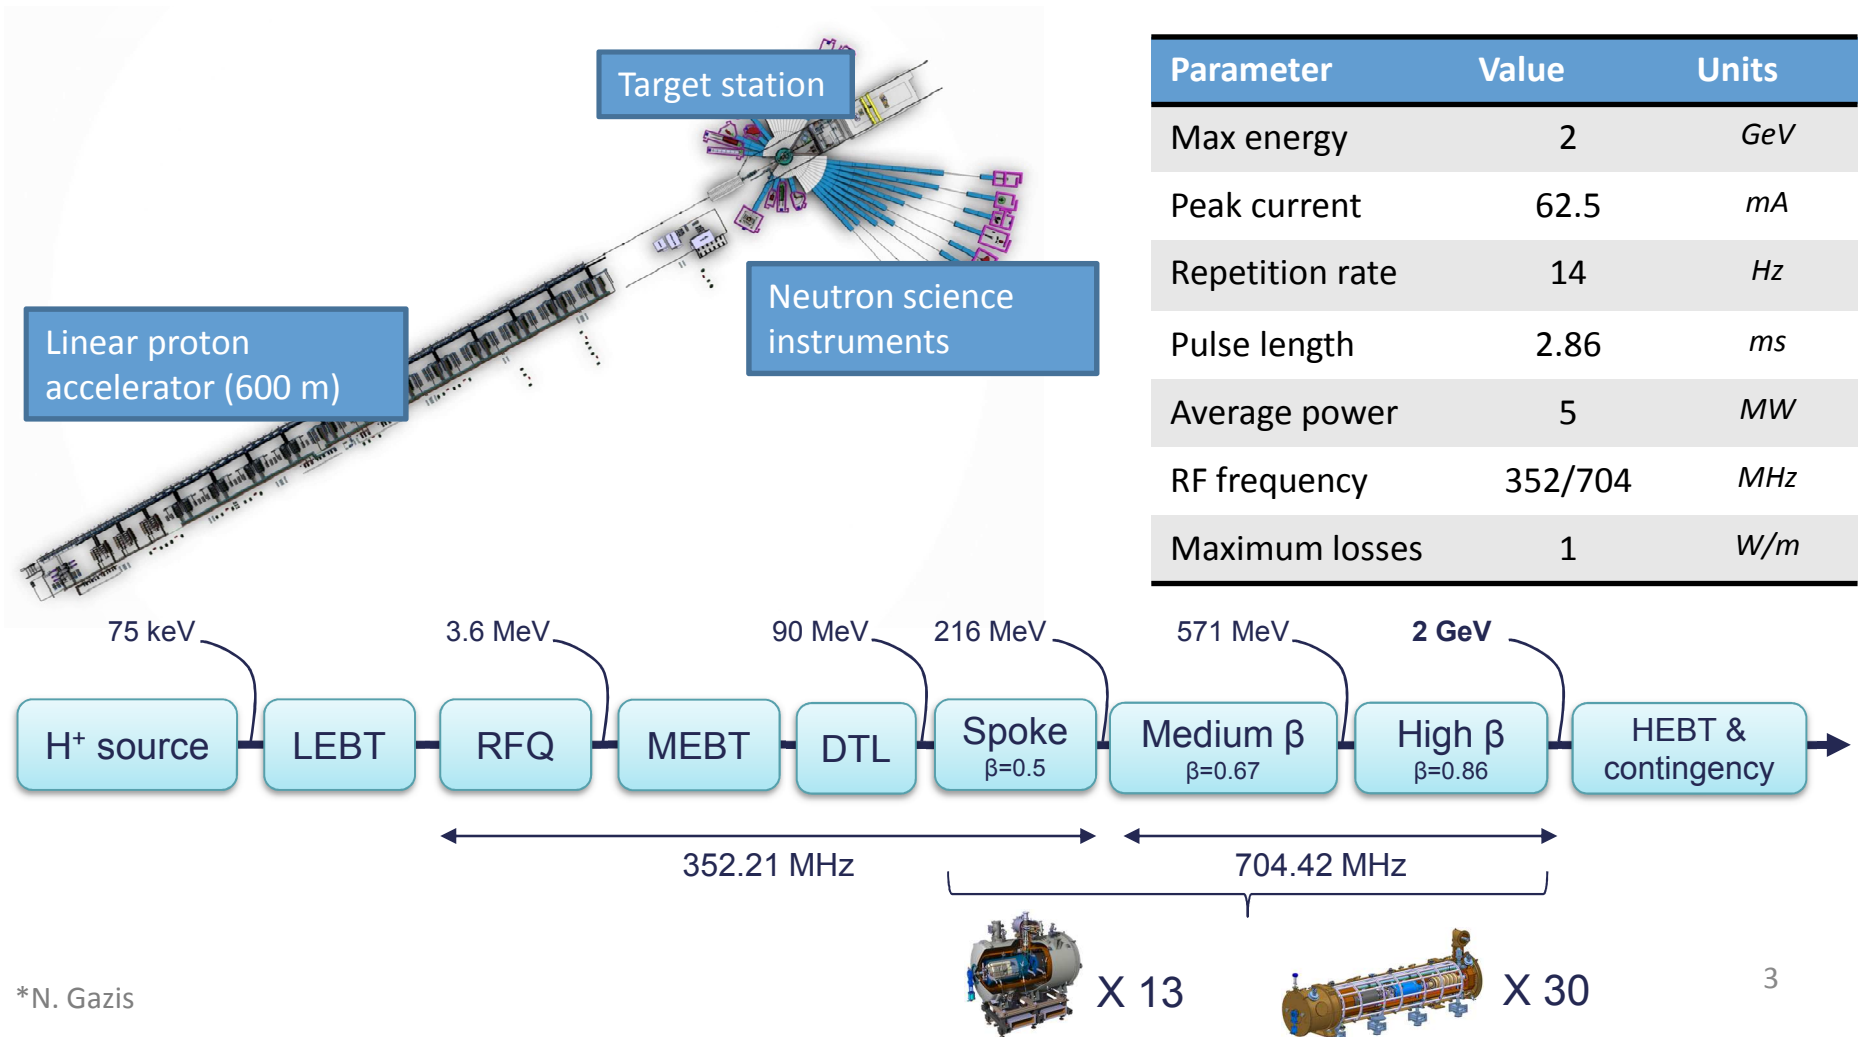 Target station
Neutron science
instruments
Linear proton
accelerator (600 m)
Parameter Value Units
Max energy 2 GeV
Peak current 62.5 mA
Repetition rate 14 Hz
Pulse length 2.86 ms
Average power 5 MW
RF frequency 352/704 MHz
Maximum losses 1 W/m
75 keV 3.6 MeV 90 MeV 216 MeV 571 MeV 2 GeV
H⁺ source LEBT RFQ MEBT DTL Spoke Medium β High β HEBT &
β=0.5 β=0.67 β=0.86 contingency
352.21 MHz 704.42 MHz
X 13 X 30
*N. Gazis
3